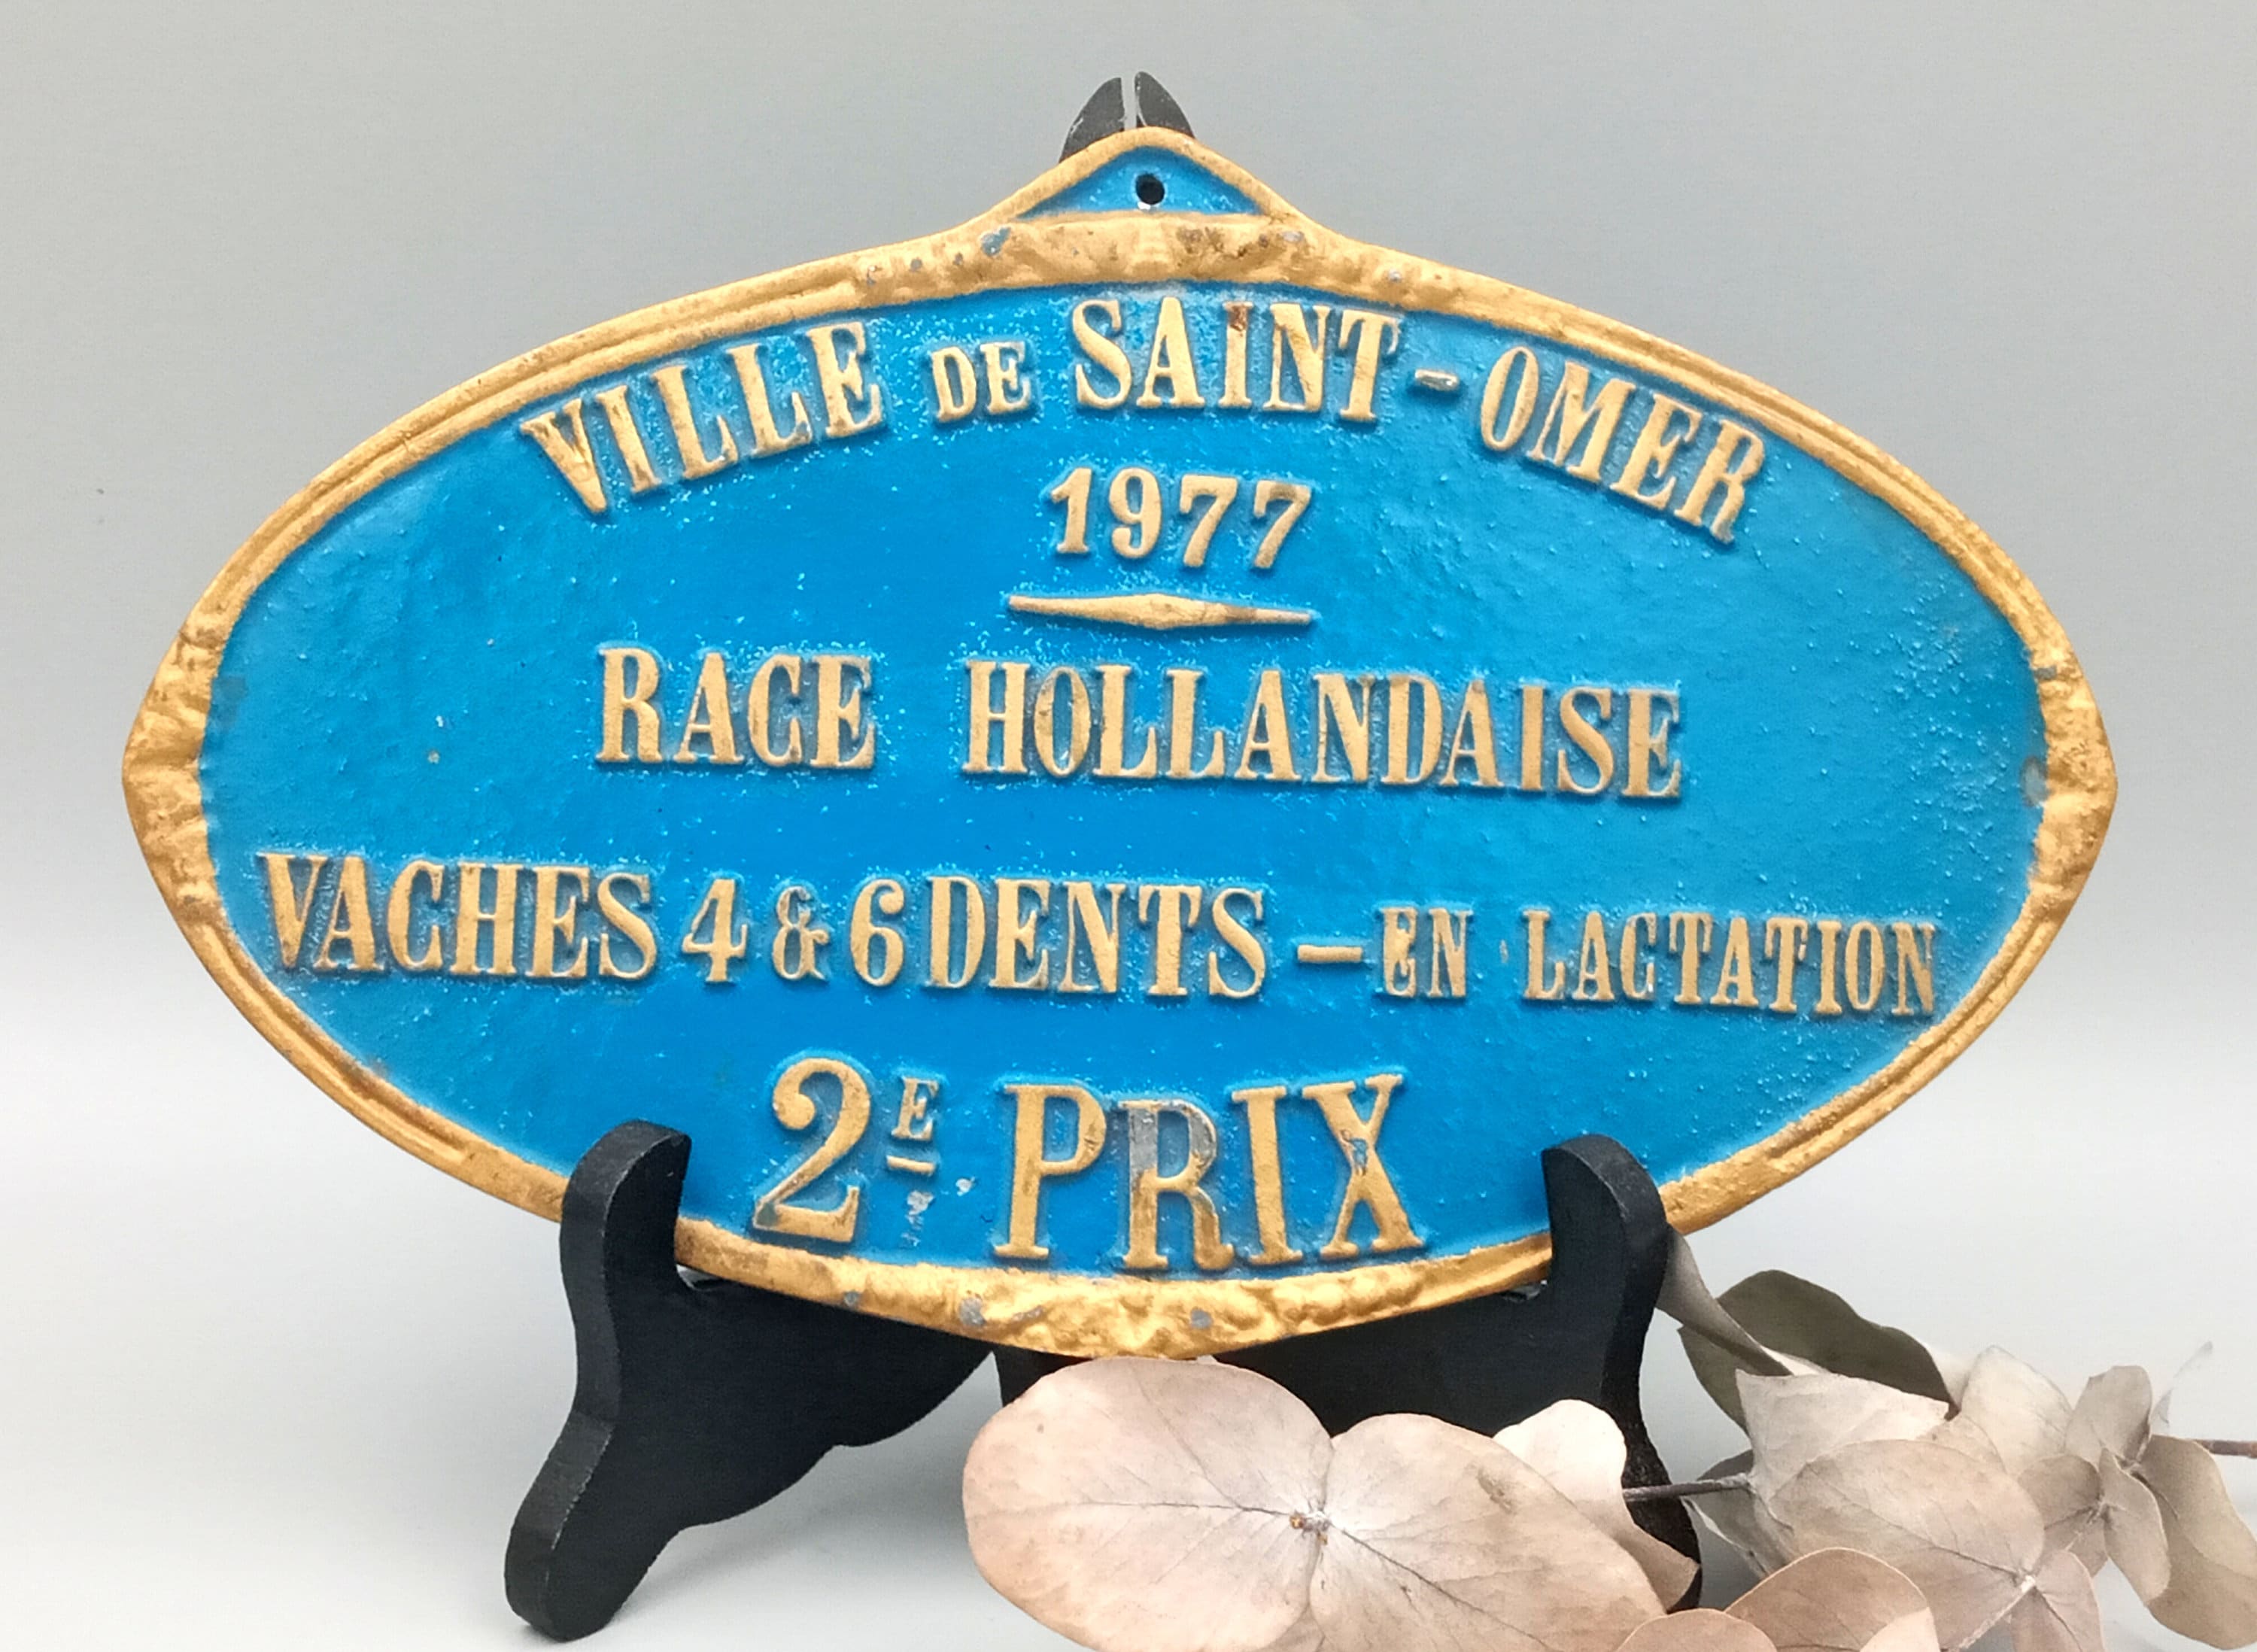 VILLE DE SAINT-OMER
1977
RACE HOLLANDAISE
VACHES 4 & 6 DENTS - EN LACTATION
2E PRIX